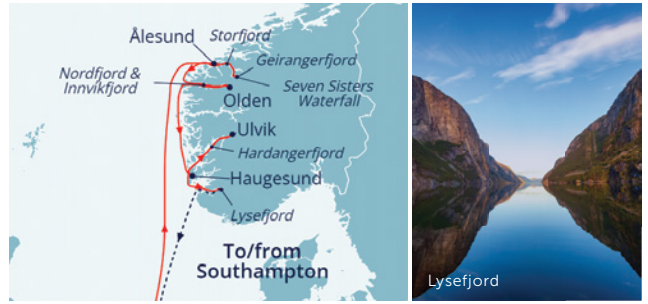 Ålesund
Storfjord
Geirangerfjord
Nordfjord &
Innvikfjord
Seven Sisters
Waterfall
Olden
Ulvik
Hardangerfjord
Haugesund
Lysefjord
To/from
Southampton
Lysefjord